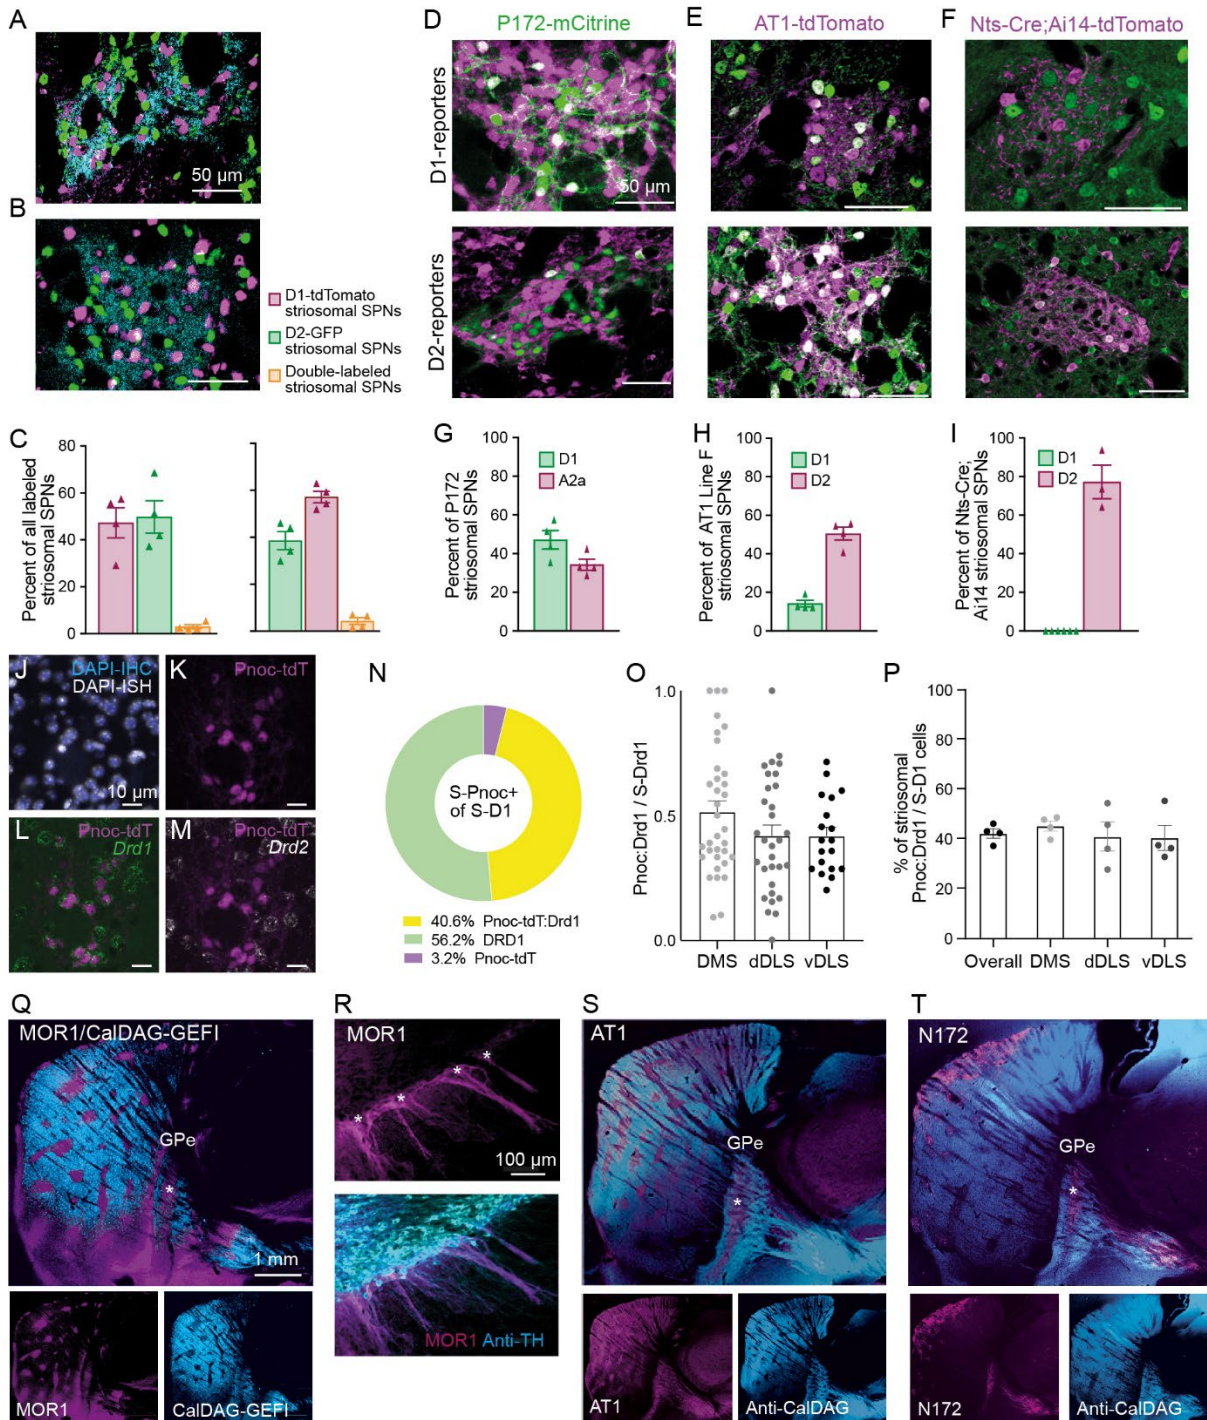 A
50 µm
B
D1-tdTomato
striosomal SPNs
D2-GFP
striosomal SPNs
Double-labeled
striosomal SPNs
D
P172-mCitrine
E
AT1-tdTomato
F
Nts-Cre;Ai14-tdTomato
D1-reporters
50 µm
D2-reporters
C
Percent of all labeled
striosomal SPNs
80
60
40
20
0
G
Percent of P172
striosomal SPNs
100
80
60
40
20
0
D1
A2a
H
Percent of AT1 Line F
striosomal SPNs
100
80
60
40
20
0
D1
D2
I
Percent of Nts-Cre;
Ai14 striosomal SPNs
100
80
60
40
20
0
D1
D2
J
DAPI-IHC
DAPI-ISH
10 µm
K
Pnoc-tdT
L
Pnoc-tdT
Drd1
M
Pnoc-tdT
Drd2
N
S-Pnoc+
of S-D1
40.6% Pnoc-tdT:Drd1
56.2% DRD1
3.2% Pnoc-tdT
O
Pnoc:Drd1 / S-Drd1
1.0
0.5
0.0
DMS dDLS vDLS
P
% of striosomal
Pnoc:Drd1 / S-D1 cells
100
80
60
40
20
0
Overall DMS dDLS vDLS
Q
MOR1/CalDAG-GEFI
GPe
*
1 mm
MOR1
CalDAG-GEFI
R
MOR1
* * * *
100 µm
MOR1 Anti-TH
S
AT1
GPe
*
AT1
Anti-CalDAG
T
N172
GPe
*
N172
Anti-CalDAG